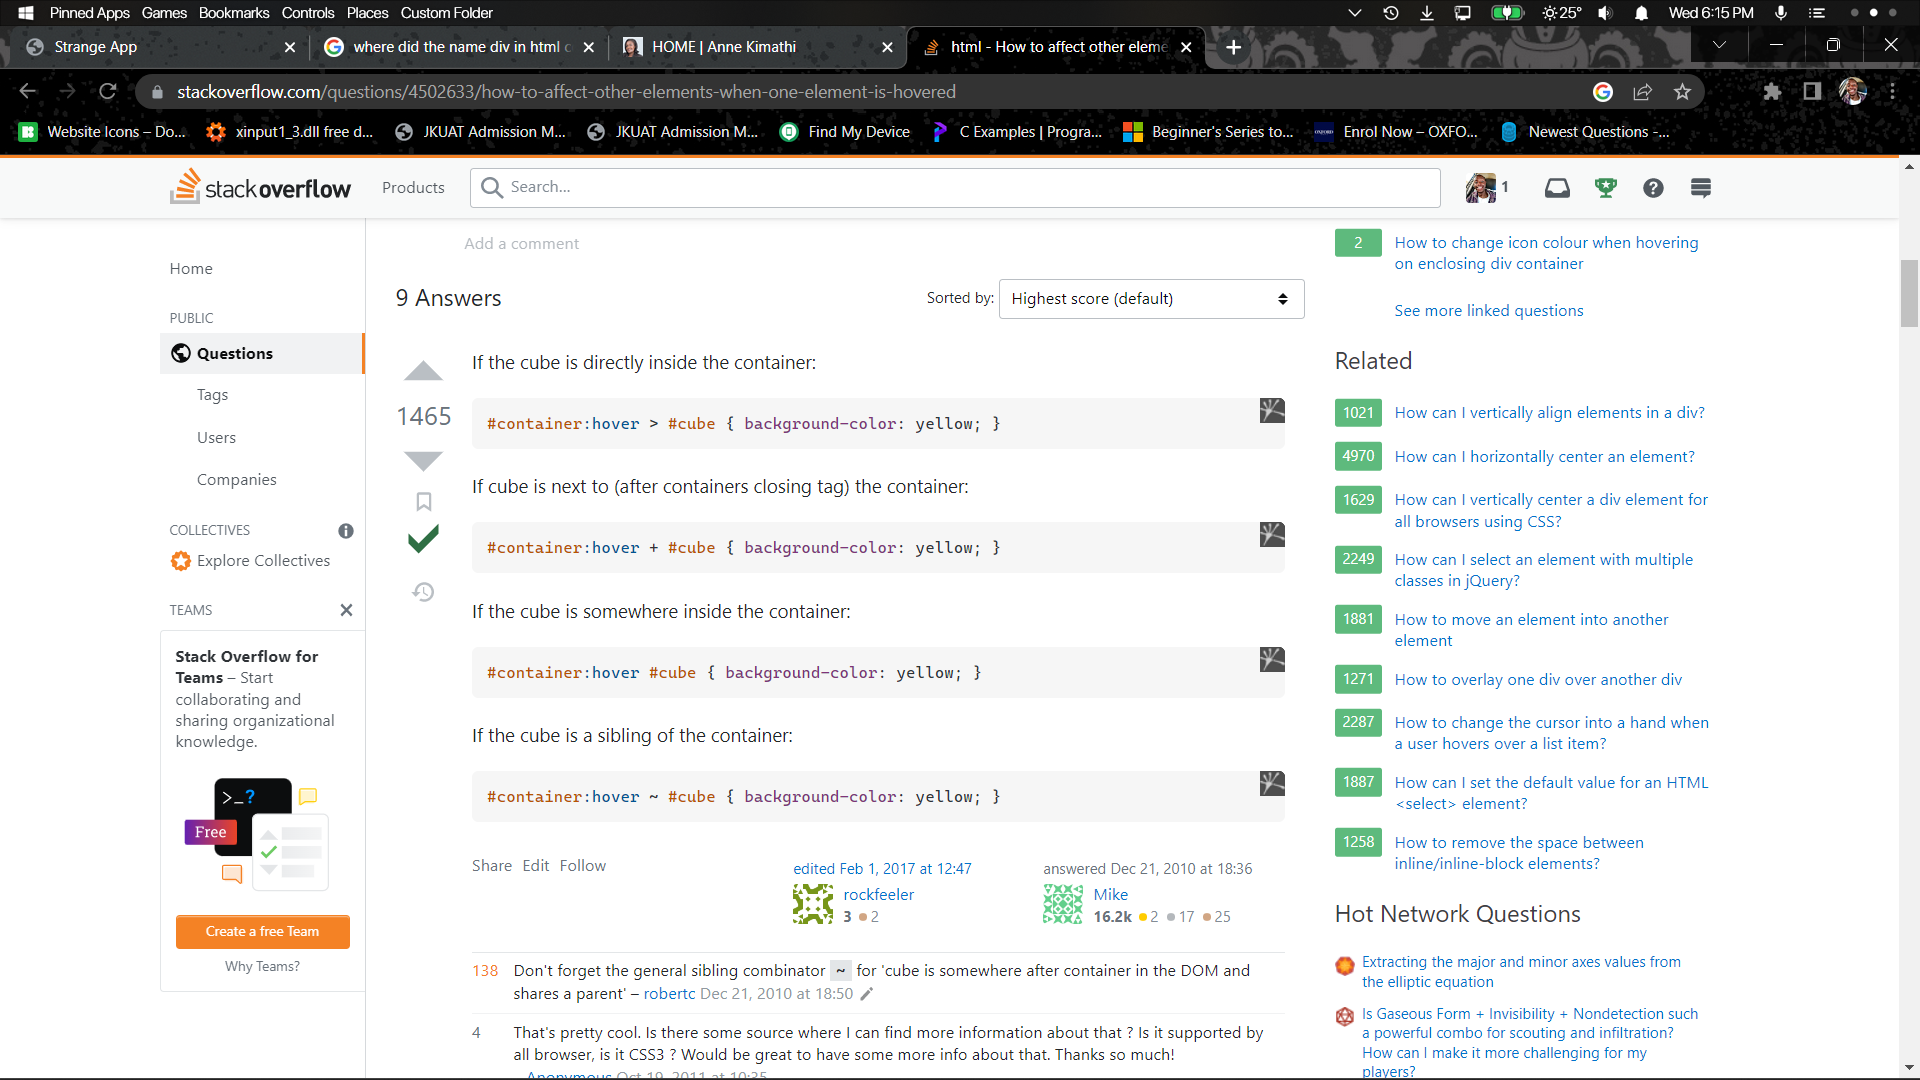 Pinned Apps Games Bookmarks Controls Places Custom Folder
25° Wed 6:15 PM
Strange App
where did the name div in html c
HOME | Anne Kimathi
html - How to affect other eleme
stackoverflow.com/questions/4502633/how-to-affect-other-elements-when-one-element-is-hovered
Website Icons – Do...
xinput1_3.dll free d...
JKUAT Admission M...
JKUAT Admission M...
Find My Device
C Examples | Progra...
Beginner's Series to...
Enrol Now – OXFO...
Newest Questions -...
stackoverflow
Products
Search...
1
Home
PUBLIC
Questions
Tags
Users
Companies
COLLECTIVES
Explore Collectives
TEAMS
Stack Overflow for
Teams – Start
collaborating and
sharing organizational
knowledge.
>_?
Free
Create a free Team
Why Teams?
Add a comment
9 Answers
Sorted by:
Highest score (default)
1465
If the cube is directly inside the container:
#container:hover > #cube { background-color: yellow; }
If cube is next to (after containers closing tag) the container:
#container:hover + #cube { background-color: yellow; }
If the cube is somewhere inside the container:
#container:hover #cube { background-color: yellow; }
If the cube is a sibling of the container:
#container:hover ~ #cube { background-color: yellow; }
Share Edit Follow
edited Feb 1, 2017 at 12:47
rockfeeler
3 2
answered Dec 21, 2010 at 18:36
Mike
16.2k 2 17 25
138 Don't forget the general sibling combinator ~ for 'cube is somewhere after container in the DOM and
shares a parent' – robertc Dec 21, 2010 at 18:50
4 That's pretty cool. Is there some source where I can find more information about that ? Is it supported by
all browser, is it CSS3 ? Would be great to have some more info about that. Thanks so much!
– Anonymous Oct 19, 2011 at 10:35
2 How to change icon colour when hovering
on enclosing div container
See more linked questions
Related
1021 How can I vertically align elements in a div?
4970 How can I horizontally center an element?
1629 How can I vertically center a div element for
all browsers using CSS?
2249 How can I select an element with multiple
classes in jQuery?
1881 How to move an element into another
element
1271 How to overlay one div over another div
2287 How to change the cursor into a hand when
a user hovers over a list item?
1887 How can I set the default value for an HTML
<select> element?
1258 How to remove the space between
inline/inline-block elements?
Hot Network Questions
Extracting the major and minor axes values from
the elliptic equation
Is Gaseous Form + Invisibility + Nondetection such
a powerful combo for scouting and infiltration?
How can I make it more challenging for my
players?